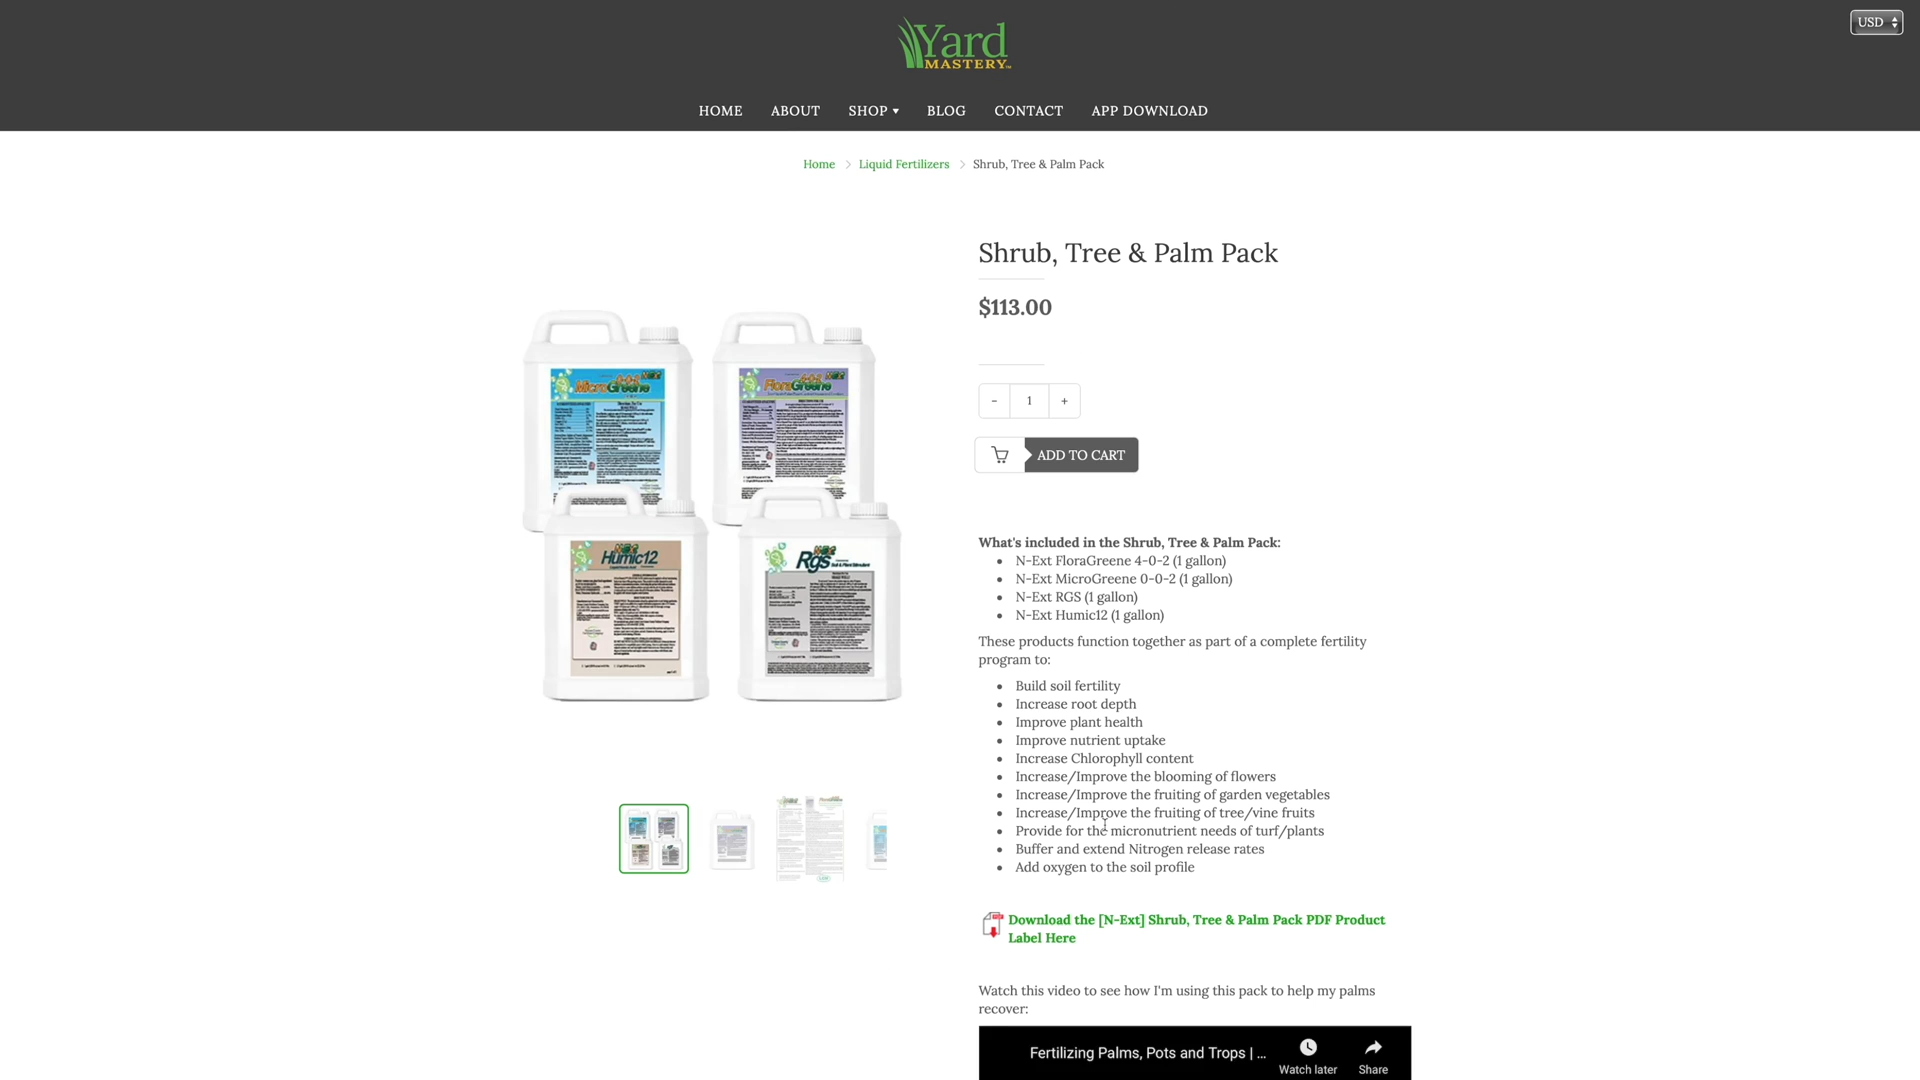 Yard
MASTERY™
USD
HOME
ABOUT
SHOP ▾
BLOG
CONTACT
APP DOWNLOAD
Home
Liquid Fertilizers
Shrub, Tree & Palm Pack
Shrub, Tree & Palm Pack
$113.00
- 1 +
ADD TO CART
MicroGreene
FloraGreene
Humic12
Rgs
What's included in the Shrub, Tree & Palm Pack:
• N-Ext FloraGreene 4-0-2 (1 gallon)
• N-Ext MicroGreene 0-0-2 (1 gallon)
• N-Ext RGS (1 gallon)
• N-Ext Humic12 (1 gallon)
These products function together as part of a complete fertility
program to:
• Build soil fertility
• Increase root depth
• Improve plant health
• Improve nutrient uptake
• Increase Chlorophyll content
• Increase/Improve the blooming of flowers
• Increase/Improve the fruiting of garden vegetables
• Increase/Improve the fruiting of tree/vine fruits
• Provide for the micronutrient needs of turf/plants
• Buffer and extend Nitrogen release rates
• Add oxygen to the soil profile
Download the [N-Ext] Shrub, Tree & Palm Pack PDF Product
Label Here
Watch this video to see how I'm using this pack to help my palms
recover:
Fertilizing Palms, Pots and Trops | ...
Watch later
Share